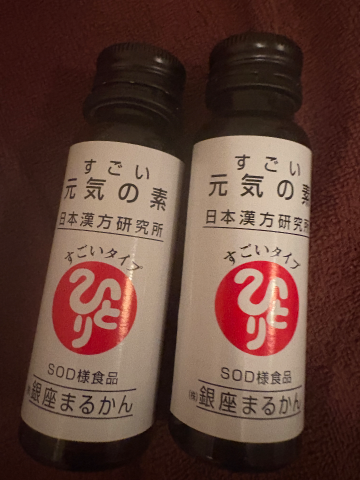 すごい
元気の素
日本漢方研究所
すごいタイプ
ひとり
SOD様食品
銀座まるかん
すごい
元気の素
日本漢方研究所
すごいタイプ
ひとり
SOD様食品
(株)銀座まるかん